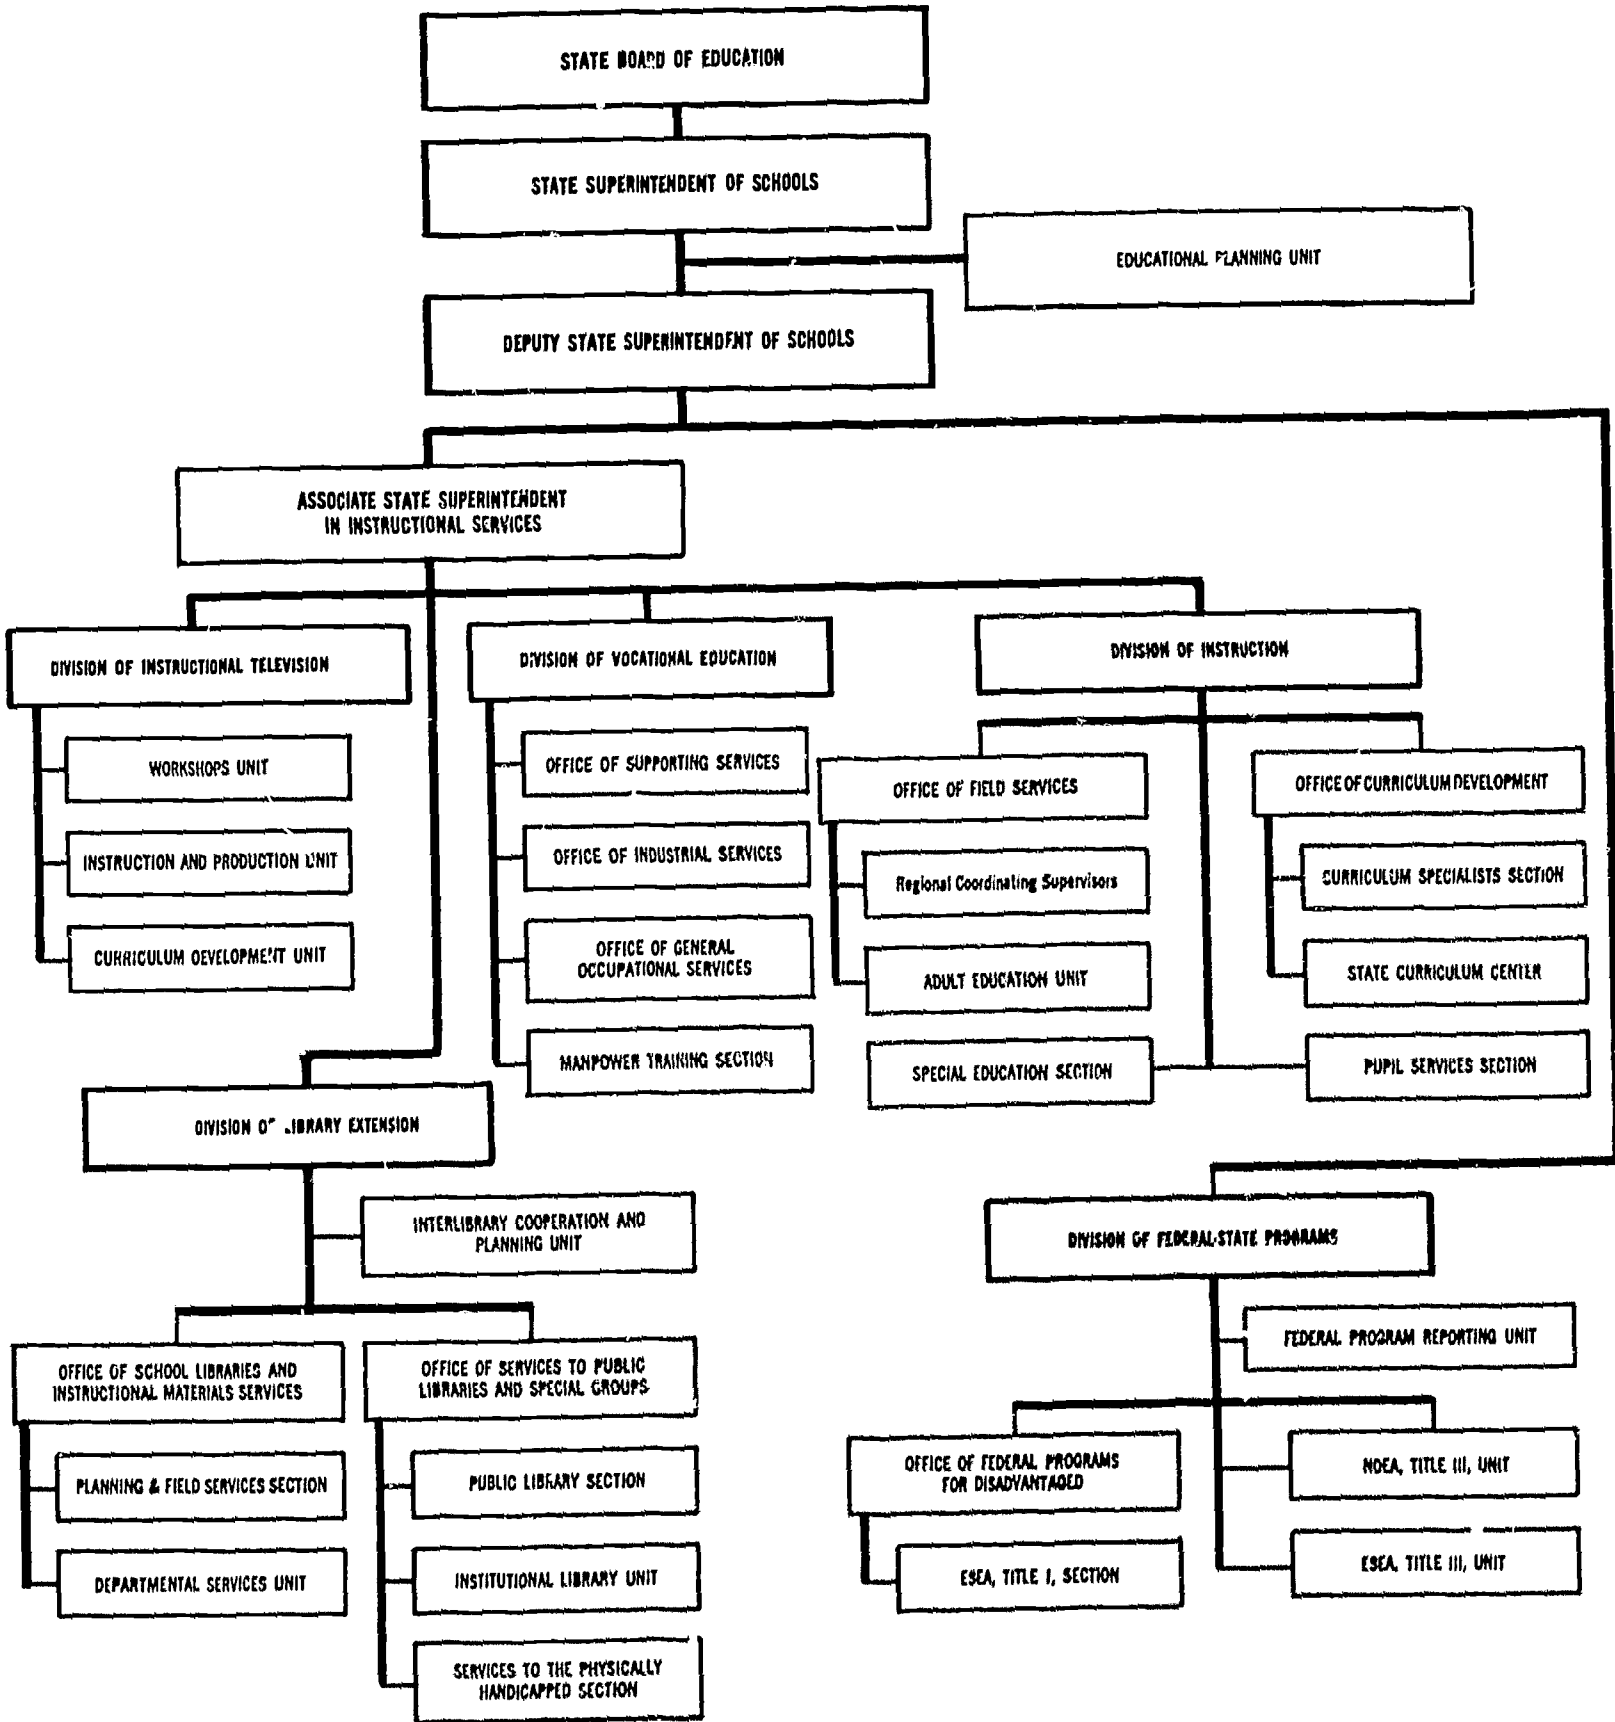 STATE BOARD OF EDUCATION
STATE SUPERINTENDENT OF SCHOOLS
EDUCATIONAL PLANNING UNIT
DEPUTY STATE SUPERINTENDENT OF SCHOOLS
ASSOCIATE STATE SUPERINTENDENT
IN INSTRUCTIONAL SERVICES
DIVISION OF INSTRUCTIONAL TELEVISION
WORKSHOPS UNIT
INSTRUCTION AND PRODUCTION UNIT
CURRICULUM DEVELOPMENT UNIT
DIVISION OF VOCATIONAL EDUCATION
OFFICE OF SUPPORTING SERVICES
OFFICE OF INDUSTRIAL SERVICES
OFFICE OF GENERAL
OCCUPATIONAL SERVICES
MANPOWER TRAINING SECTION
DIVISION OF INSTRUCTION
OFFICE OF FIELD SERVICES
Regional Coordinating Supervisors
ADULT EDUCATION UNIT
SPECIAL EDUCATION SECTION
OFFICE OF CURRICULUM DEVELOPMENT
CURRICULUM SPECIALISTS SECTION
STATE CURRICULUM CENTER
PUPIL SERVICES SECTION
DIVISION OF LIBRARY EXTENSION
INTERLIBRARY COOPERATION AND
PLANNING UNIT
OFFICE OF SCHOOL LIBRARIES AND
INSTRUCTIONAL MATERIALS SERVICES
PLANNING & FIELD SERVICES SECTION
DEPARTMENTAL SERVICES UNIT
OFFICE OF SERVICES TO PUBLIC
LIBRARIES AND SPECIAL GROUPS
PUBLIC LIBRARY SECTION
INSTITUTIONAL LIBRARY UNIT
SERVICES TO THE PHYSICALLY
HANDICAPPED SECTION
DIVISION OF FEDERAL-STATE PROGRAMS
FEDERAL PROGRAM REPORTING UNIT
OFFICE OF FEDERAL PROGRAMS
FOR DISADVANTAGED
ESEA, TITLE I, SECTION
NDEA, TITLE III, UNIT
ESEA, TITLE III, UNIT